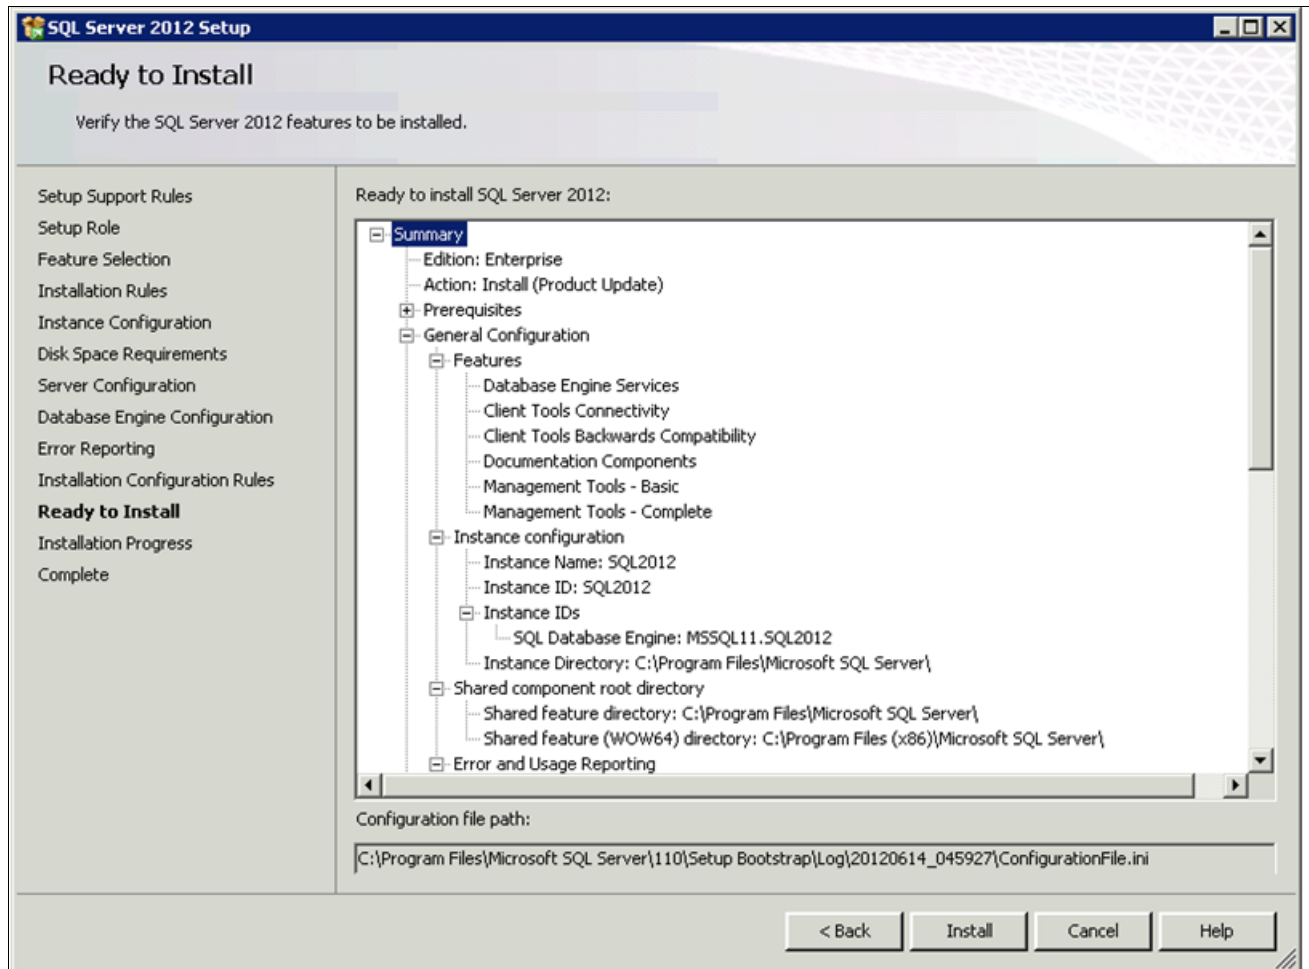 SQL Server 2012 Setup
Ready to Install
Verify the SQL Server 2012 features to be installed.
Setup Support Rules
Setup Role
Feature Selection
Installation Rules
Instance Configuration
Disk Space Requirements
Server Configuration
Database Engine Configuration
Error Reporting
Installation Configuration Rules
Ready to Install
Installation Progress
Complete
Ready to install SQL Server 2012:
Summary
Edition: Enterprise
Action: Install (Product Update)
Prerequisites
General Configuration
Features
Database Engine Services
Client Tools Connectivity
Client Tools Backwards Compatibility
Documentation Components
Management Tools - Basic
Management Tools - Complete
Instance configuration
Instance Name: SQL2012
Instance ID: SQL2012
Instance IDs
SQL Database Engine: MSSQL11.SQL2012
Instance Directory: C:\Program Files\Microsoft SQL Server\
Shared component root directory
Shared feature directory: C:\Program Files\Microsoft SQL Server\
Shared feature (WOW64) directory: C:\Program Files (x86)\Microsoft SQL Server\
Error and Usage Reporting
Configuration file path:
C:\Program Files\Microsoft SQL Server\110\Setup Bootstrap\Log\20120614_045927\ConfigurationFile.ini
< Back
Install
Cancel
Help